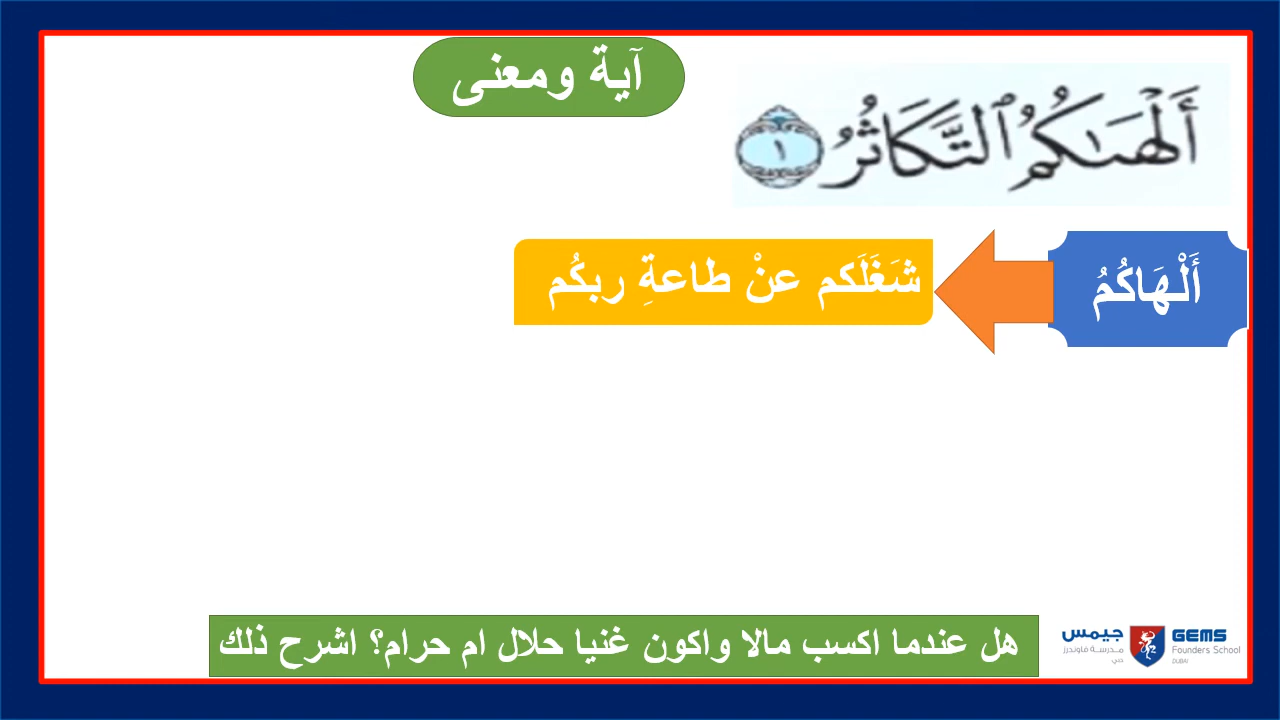 آية ومعنى
أَلْهَىٰكُمُ ٱلتَّكَاثُرُ ١
أَلْهَاكُمُ
شَغَلَكم عنْ طاعةِ ربكُم
هل عندما اكسب مالا واكون غنيا حلال ام حرام؟ اشرح ذلك
جيمس
مدرسة فاوندرز
دبي
GEMS
Founders School
DUBAI